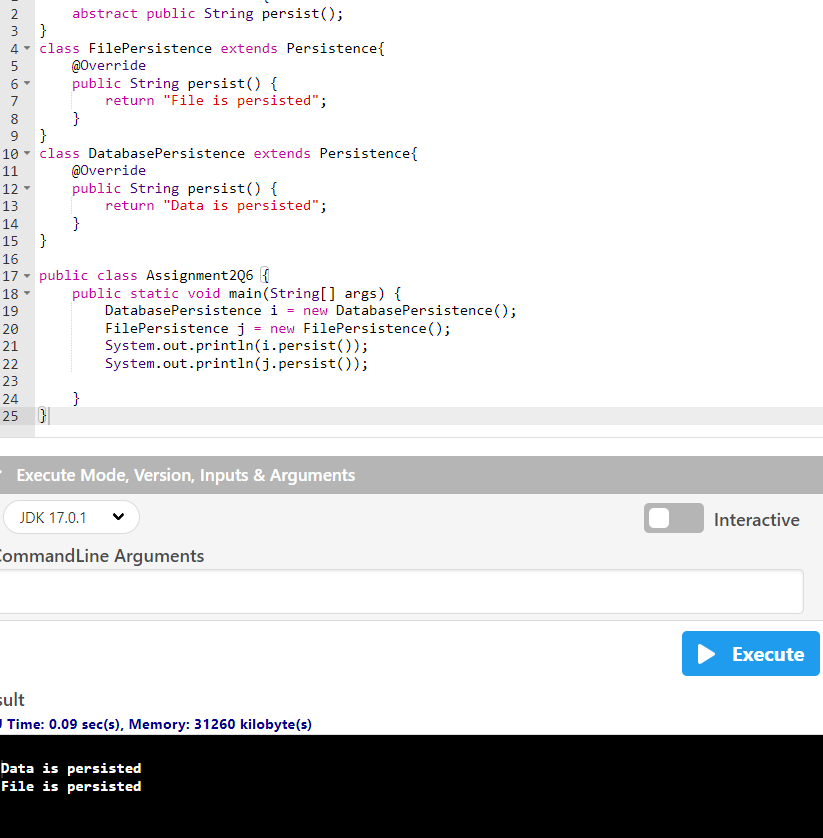 2 abstract public String persist();
3 }
4 class FilePersistence extends Persistence{
5 @Override
6 public String persist() {
7 return "File is persisted";
8 }
9 }
10 class DatabasePersistence extends Persistence{
11 @Override
12 public String persist() {
13 return "Data is persisted";
14 }
15 }
16
17 public class Assignment2Q6 {
18 public static void main(String[] args) {
19 DatabasePersistence i = new DatabasePersistence();
20 FilePersistence j = new FilePersistence();
21 System.out.println(i.persist());
22 System.out.println(j.persist());
23
24 }
25 }
Execute Mode, Version, Inputs & Arguments
JDK 17.0.1
Interactive
CommandLine Arguments
Execute
sult
Time: 0.09 sec(s), Memory: 31260 kilobyte(s)
Data is persisted
File is persisted